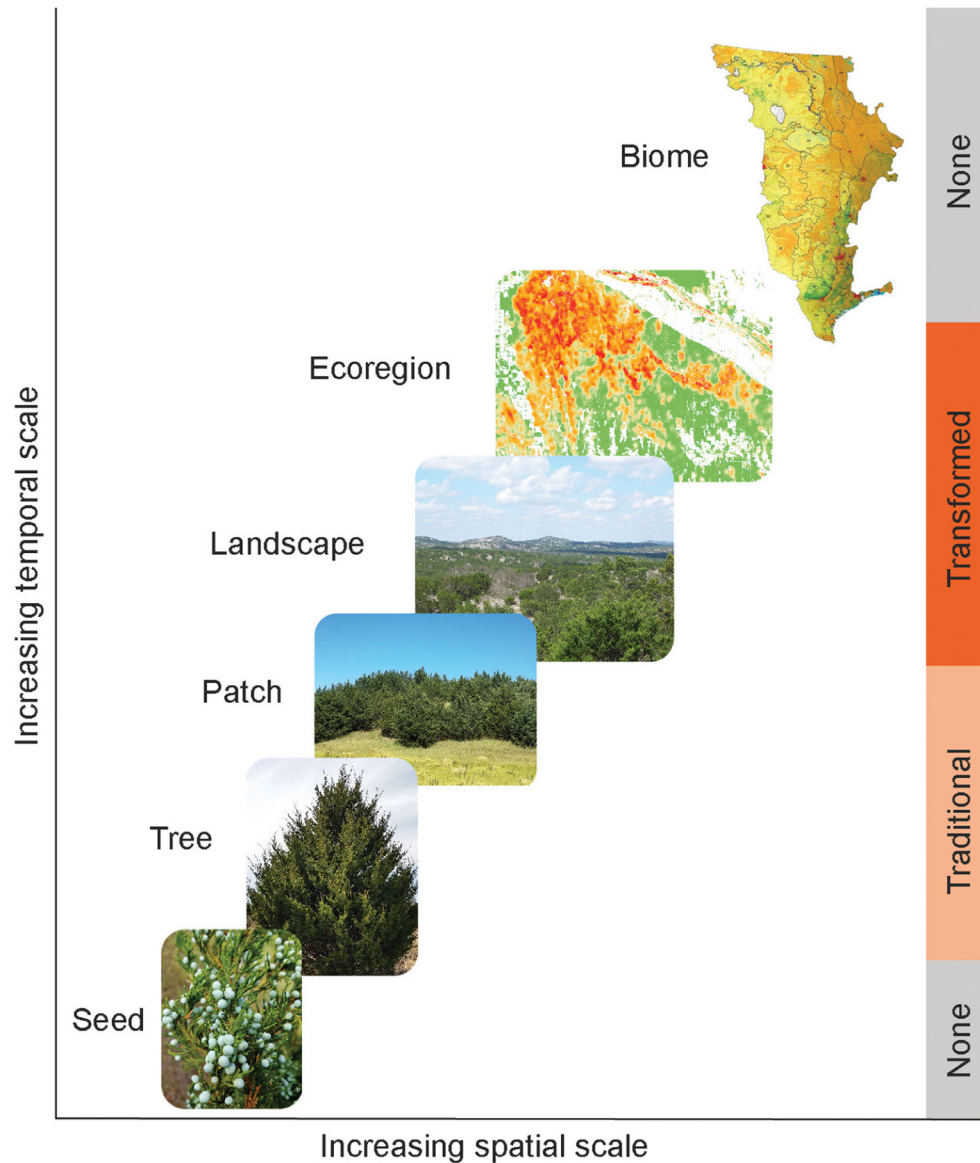 Biome
Ecoregion
Landscape
Patch
Tree
Seed
Increasing temporal scale
Increasing spatial scale
None
Transformed
Traditional
None